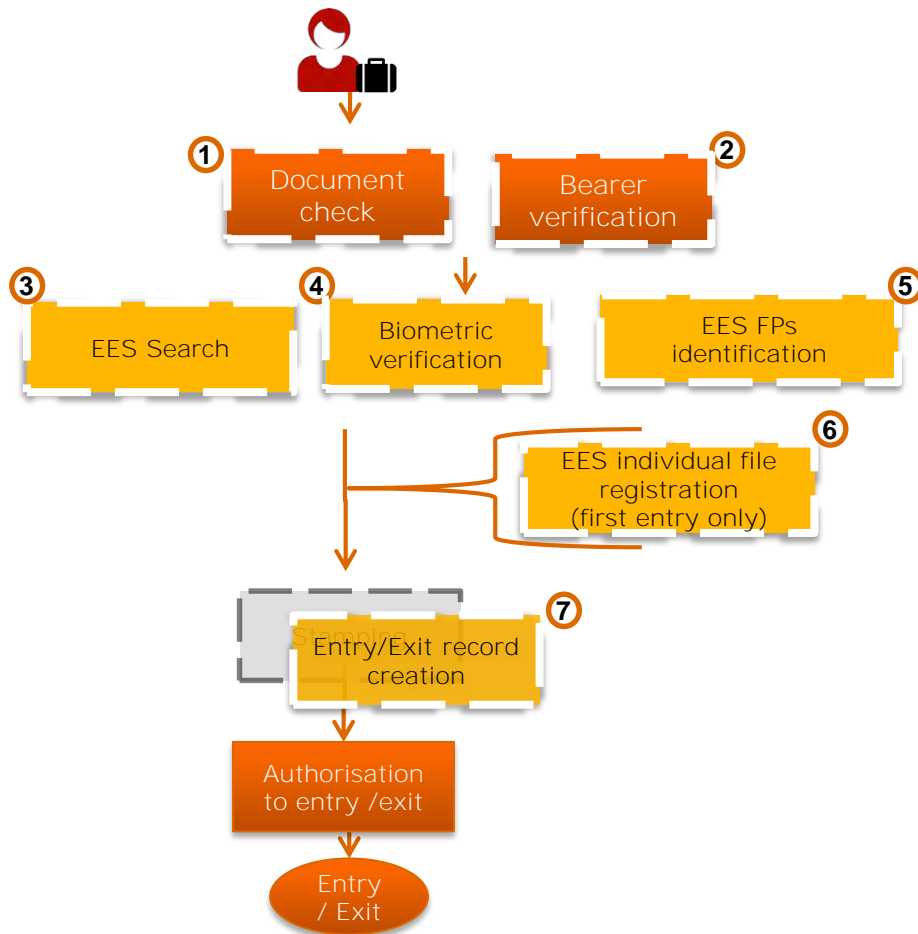 1
Document
check
2
Bearer
verification
3
EES Search
4
Biometric
verification
5
EES FPs
identification
6
EES individual file
registration
(first entry only)
Stamping
7
Entry/Exit record
creation
Authorisation
to entry /exit
Entry
/ Exit